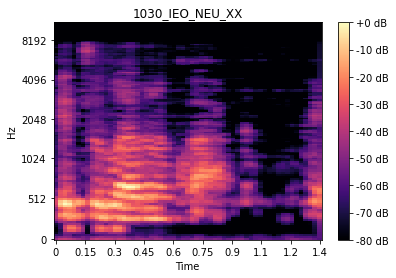 1030_IEO_NEU_XX
+0 dB
8192
-10 dB
4096
-20 dB
-30 dB
2048
Hz
-40 dB
1024
-50 dB
512
-60 dB
-70 dB
0
-80 dB
0 0.15 0.3 0.45 0.6 0.75 0.9 1.1 1.2 1.4
Time